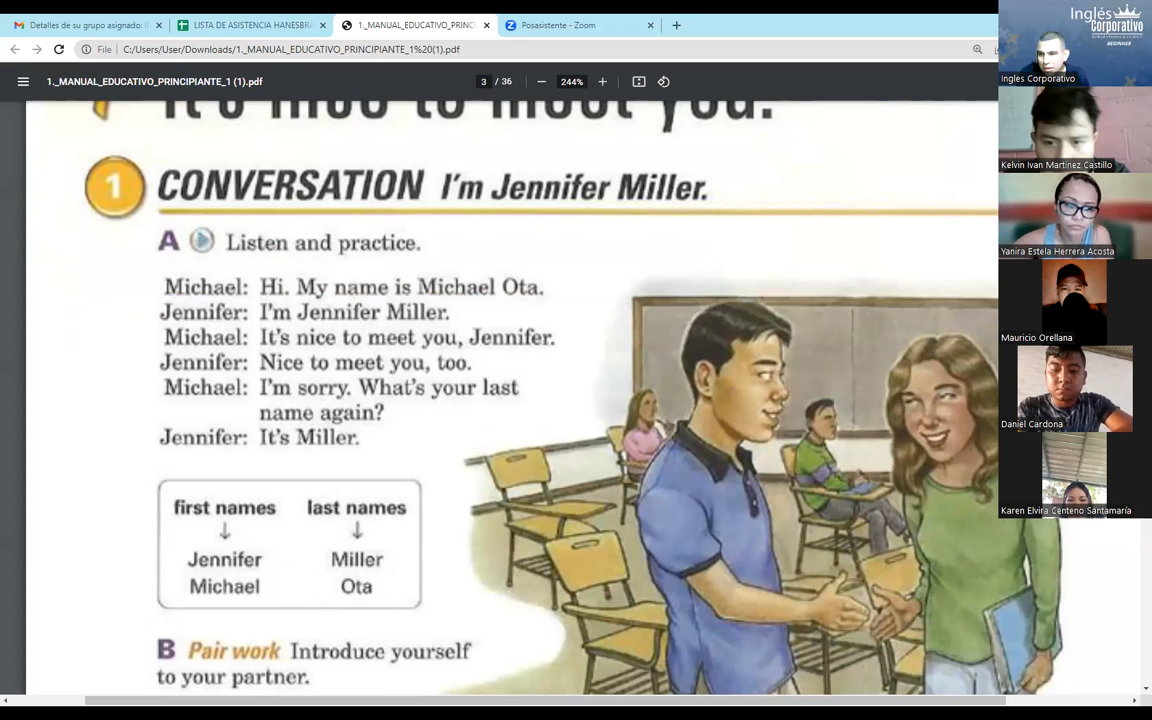 Detalles de su grupo asignado: I
LISTA DE ASISTENCIA HANESBRA
1._MANUAL_EDUCATIVO_PRINCI
Posasistente - Zoom
File
C:/Users/User/Downloads/1._MANUAL_EDUCATIVO_PRINCIPIANTE_1%20(1).pdf
1._MANUAL_EDUCATIVO_PRINCIPIANTE_1 (1).pdf
3 / 36
244%
It's nice to meet you.
1 CONVERSATION I'm Jennifer Miller.
A Listen and practice.
Michael: Hi. My name is Michael Ota.
Jennifer: I'm Jennifer Miller.
Michael: It's nice to meet you, Jennifer.
Jennifer: Nice to meet you, too.
Michael: I'm sorry. What's your last
name again?
Jennifer: It's Miller.
first names last names
Jennifer Miller
Michael Ota
B Pair work Introduce yourself
to your partner.
Inglés
Corporativo
BEGINNER
Ingles Corporativo
Kelvin Ivan Martinez Castillo
Yanira Estela Herrera Acosta
Mauricio Orellana
Daniel Cardona
Karen Elvira Centeno Santamaría